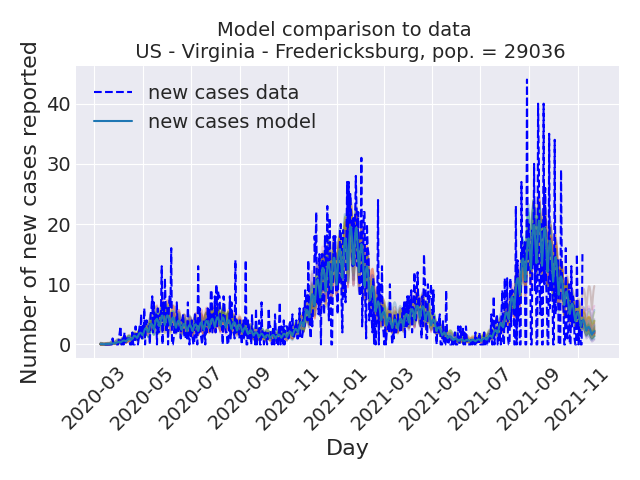 Model comparison to data
US - Virginia - Fredericksburg, pop. = 29036
Number of new cases reported
40
30
20
10
0
new cases data
new cases model
2020-03
2020-05
2020-07
2020-09
2020-11
2021-01
2021-03
2021-05
2021-07
2021-09
2021-11
Day